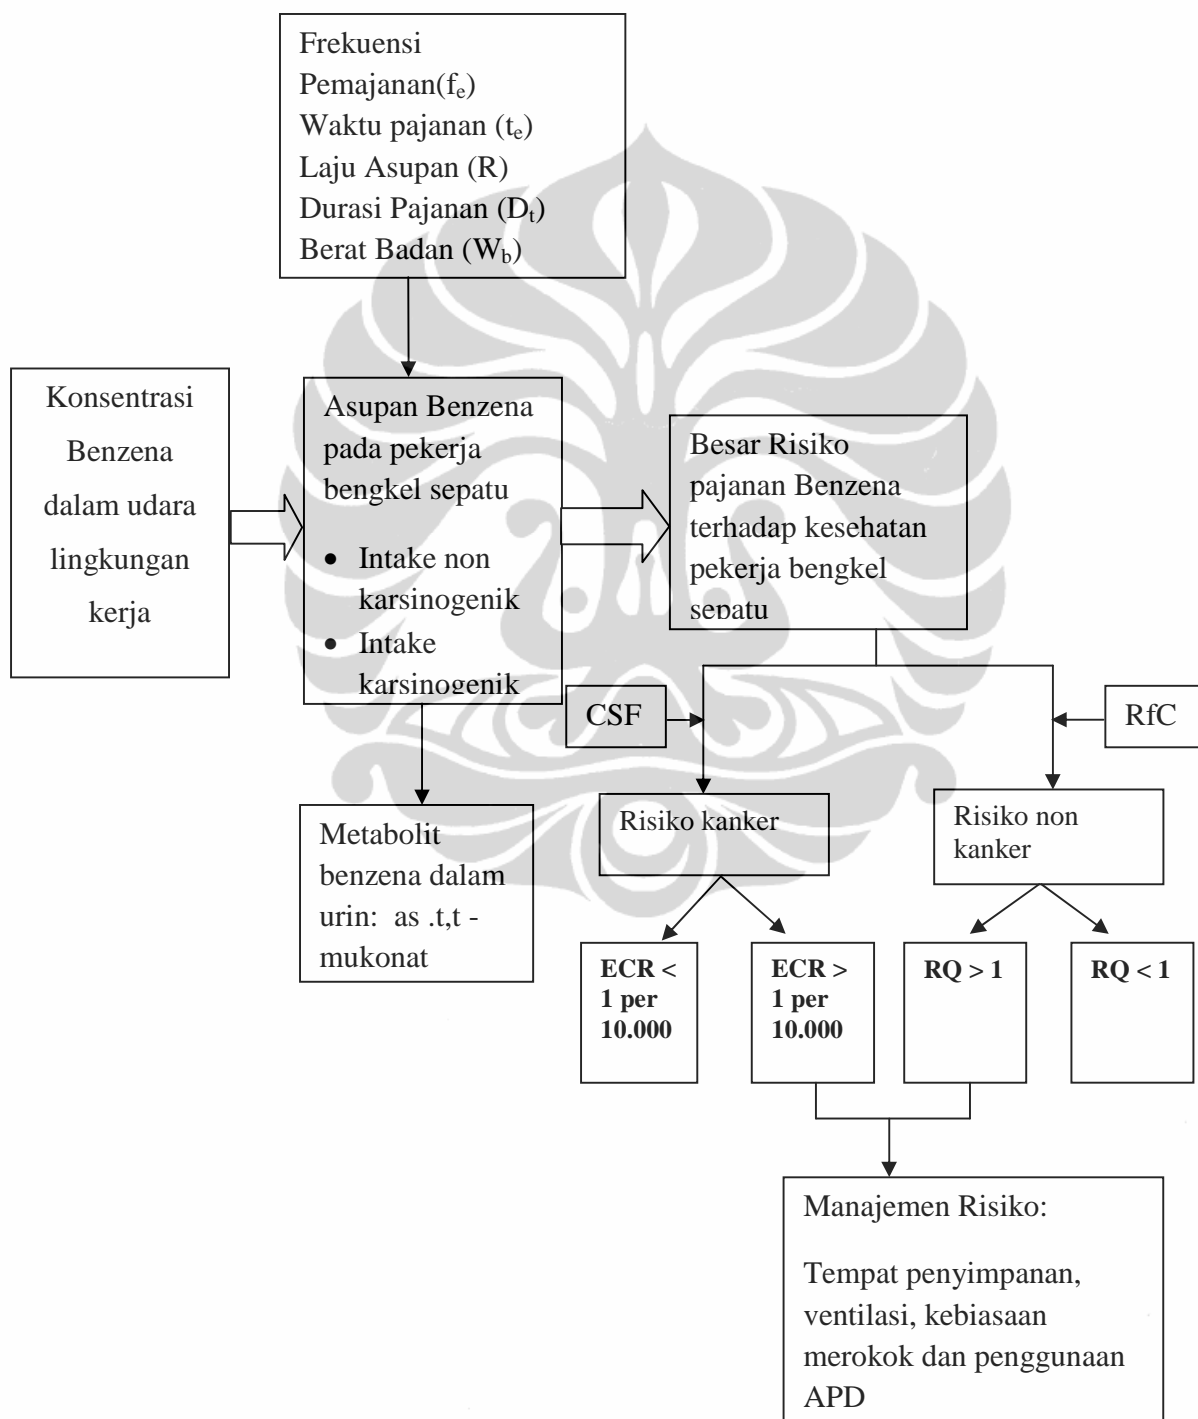 Frekuensi
Pemajanan(fe)
Waktu pajanan (te)
Laju Asupan (R)
Durasi Pajanan (Dt)
Berat Badan (Wb)
Konsentrasi
Benzena
dalam udara
lingkungan
kerja
Asupan Benzena
pada pekerja
bengkel sepatu
• Intake non
karsinogenik
• Intake
karsinogenik
Besar Risiko
pajanan Benzena
terhadap kesehatan
pekerja bengkel
sepatu
CSF
RfC
Metabolit
benzena dalam
urin: as .t,t -
mukonat
Risiko kanker
Risiko non
kanker
ECR <
1 per
10.000
ECR >
1 per
10.000
RQ > 1
RQ < 1
Manajemen Risiko:
Tempat penyimpanan,
ventilasi, kebiasaan
merokok dan penggunaan
APD